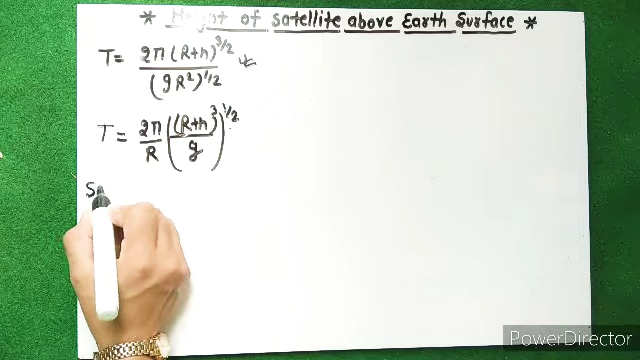 * Height of Satellite above Earth Surface *
T = 2π (R+h)^3/2 / (gR²)^1/2
T = 2π/R ((R+h)³/g)^1/2
S
PowerDirector